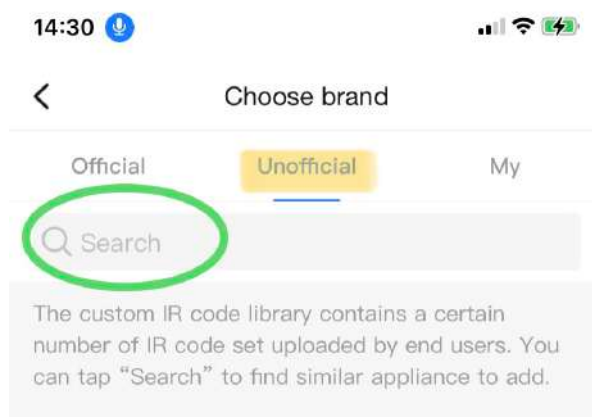 14:30
Choose brand
Official Unofficial My
Search
The custom IR code library contains a certain
number of IR code set uploaded by end users. You
can tap “Search” to find similar appliance to add.